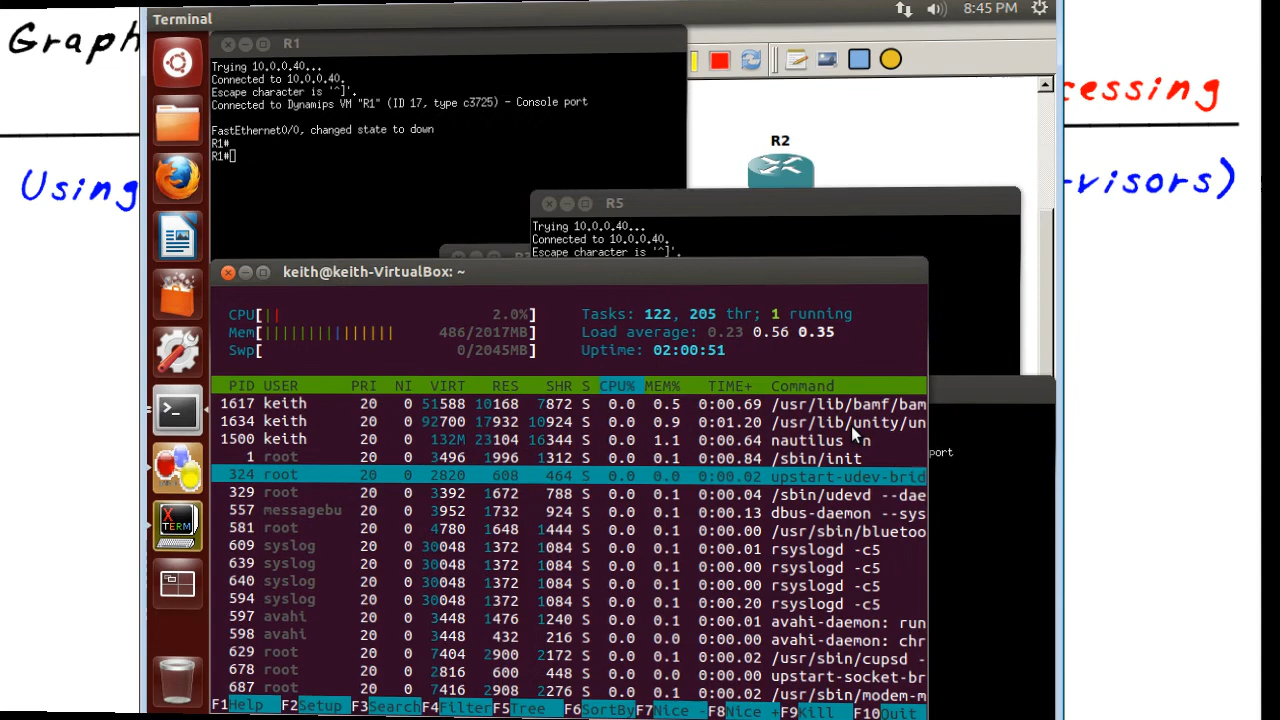 Terminal
8:45 PM
Graph
cessing
Using
visors)
R1
Trying 10.0.0.40...
Connected to 10.0.0.40.
Escape character is '^]'.
Connected to Dynamips VM "R1" (ID 17, type c3725) - Console port
FastEthernet0/0, changed state to down
R1#
R1#
R2
R5
Trying 10.0.0.40...
Connected to 10.0.0.40.
Escape character is '^]'.
port
XTERM
keith@keith-VirtualBox: ~
CPU[|| 2.0%] Tasks: 122, 205 thr; 1 running
Mem[||||||||||||||| 486/2017MB] Load average: 0.23 0.56 0.35
Swp[ 0/2045MB] Uptime: 02:00:51
PID USER PRI NI VIRT RES SHR S CPU% MEM% TIME+ Command
1617 keith 20 0 51588 10168 7872 S 0.0 0.5 0:00.69 /usr/lib/bamf/bam
1634 keith 20 0 92700 17932 10924 S 0.0 0.9 0:01.20 /usr/lib/unity/un
1500 keith 20 0 132M 23104 16344 S 0.0 1.1 0:00.64 nautilus n
1 root 20 0 3496 1996 1312 S 0.0 0.1 0:00.84 /sbin/init
324 root 20 0 2820 608 464 S 0.0 0.0 0:00.02 upstart-udev-brid
329 root 20 0 3392 1672 788 S 0.0 0.1 0:00.04 /sbin/udevd --dae
557 messagebu 20 0 3952 1732 924 S 0.0 0.1 0:00.13 dbus-daemon --sys
581 root 20 0 4780 1648 1444 S 0.0 0.1 0:00.00 /usr/sbin/bluetoo
609 syslog 20 0 30048 1372 1084 S 0.0 0.1 0:00.01 rsyslogd -c5
639 syslog 20 0 30048 1372 1084 S 0.0 0.1 0:00.00 rsyslogd -c5
640 syslog 20 0 30048 1372 1084 S 0.0 0.1 0:00.00 rsyslogd -c5
594 syslog 20 0 30048 1372 1084 S 0.0 0.1 0:00.20 rsyslogd -c5
597 avahi 20 0 3448 1476 1240 S 0.0 0.1 0:00.01 avahi-daemon: run
598 avahi 20 0 3448 432 216 S 0.0 0.0 0:00.00 avahi-daemon: chr
629 root 20 0 7404 2900 2172 S 0.0 0.1 0:00.02 /usr/sbin/cupsd -
678 root 20 0 2816 600 448 S 0.0 0.0 0:00.00 upstart-socket-br
687 root 20 0 7416 2908 2276 S 0.0 0.1 0:00.02 /usr/sbin/modem-m
F1Help F2Setup F3Search F4Filter F5Tree F6SortBy F7Nice - F8Nice + F9Kill F10Quit